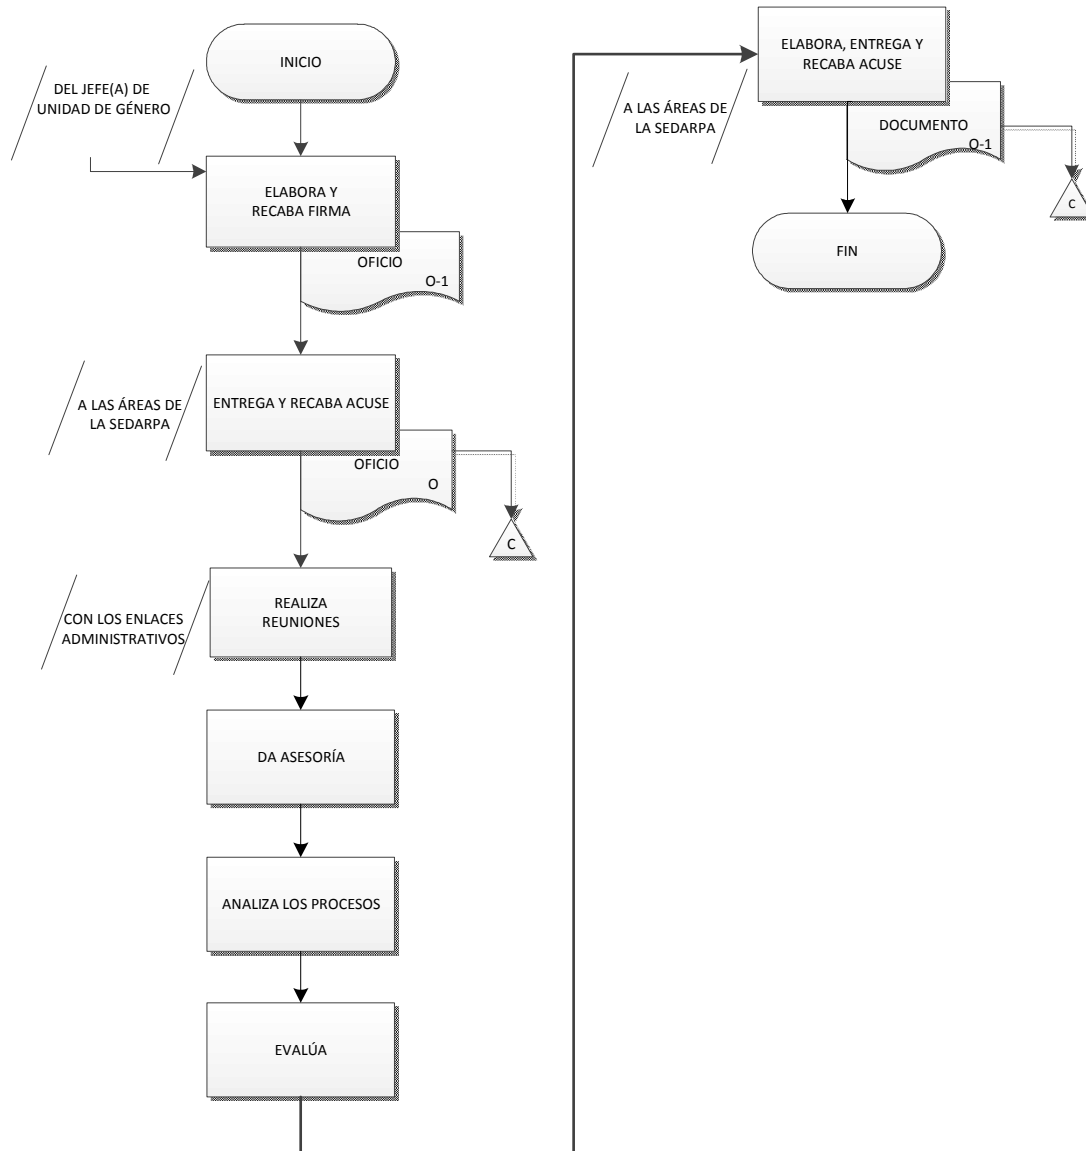 INICIO
DEL JEFE(A) DE
UNIDAD DE GÉNERO
ELABORA Y
RECABA FIRMA
OFICIO
O-1
A LAS ÁREAS DE
LA SEDARPA
ENTREGA Y RECABA ACUSE
OFICIO
O
C
CON LOS ENLACES
ADMINISTRATIVOS
REALIZA
REUNIONES
DA ASESORÍA
ANALIZA LOS PROCESOS
EVALÚA
ELABORA, ENTREGA Y
RECABA ACUSE
A LAS ÁREAS DE
LA SEDARPA
DOCUMENTO
O-1
C
FIN